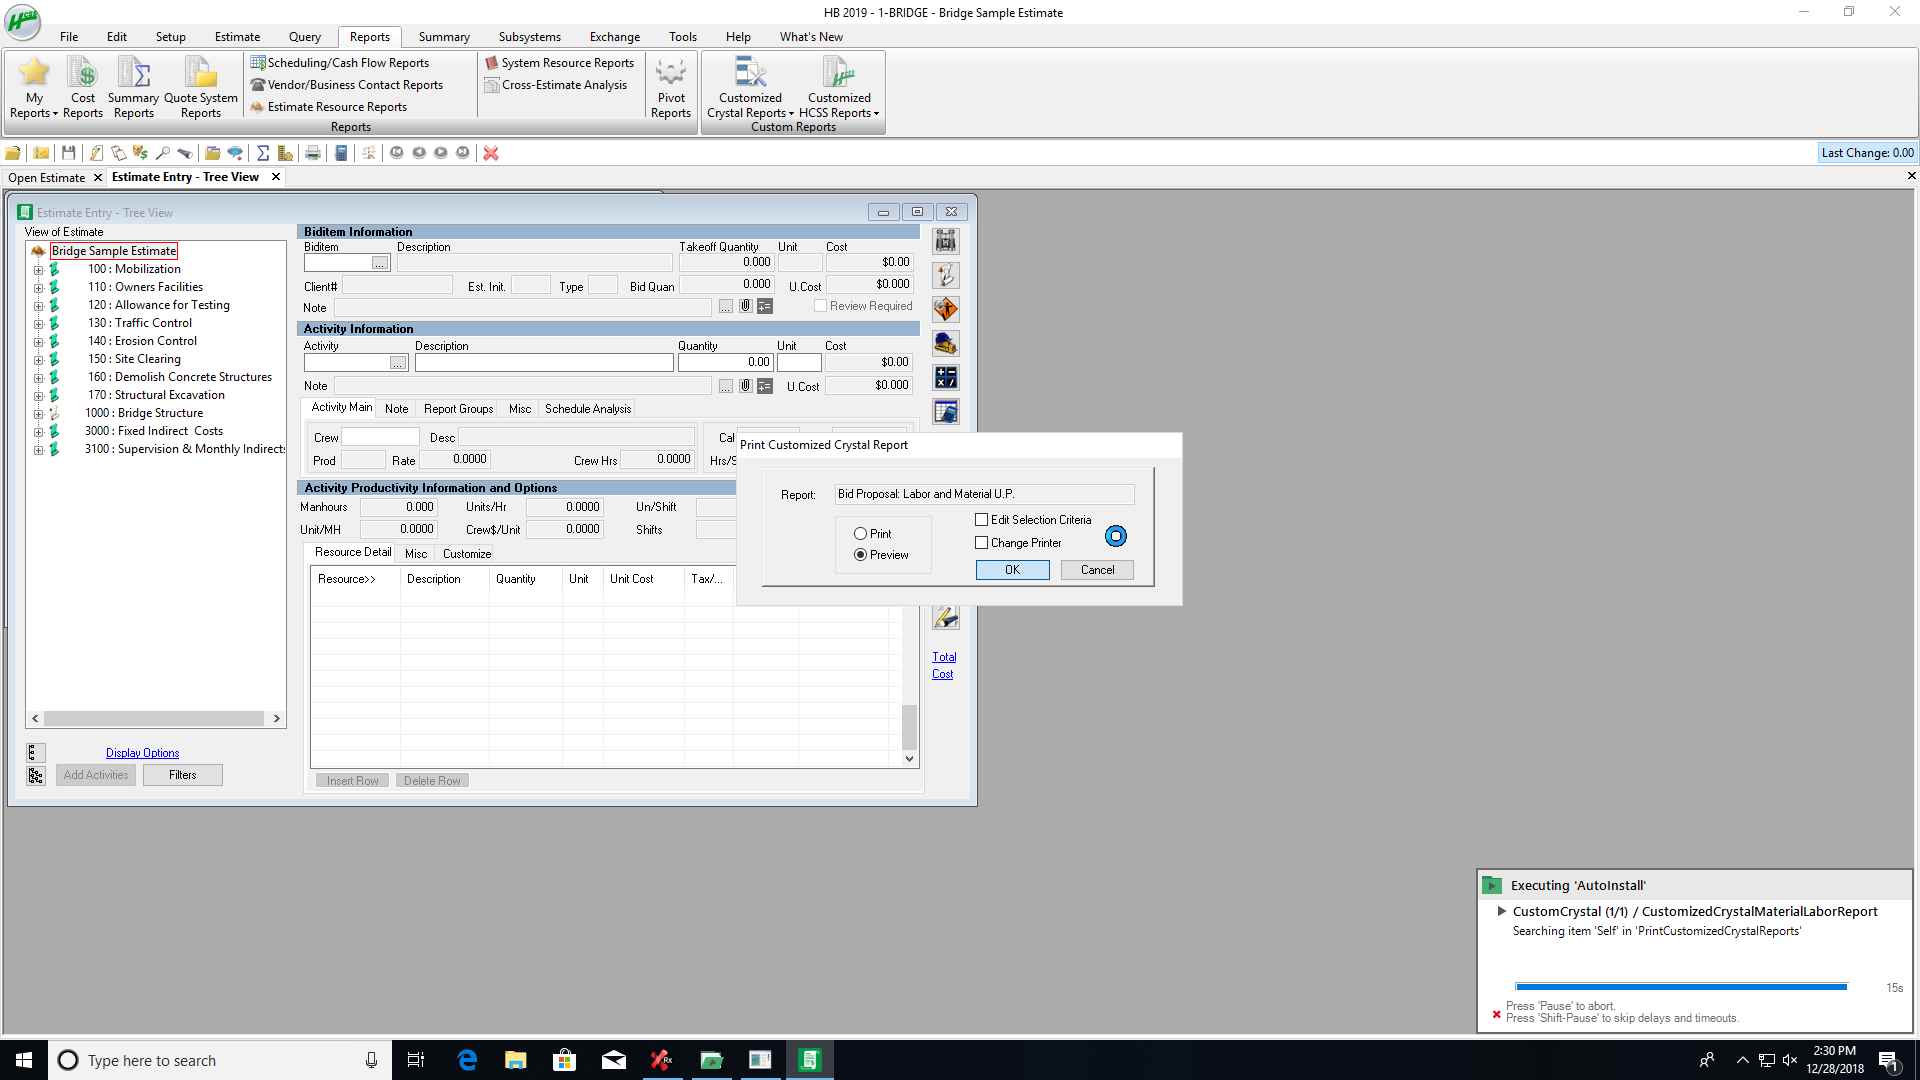 HB 2019 - 1-BRIDGE - Bridge Sample Estimate
File Edit Setup Estimate Query Reports Summary Subsystems Exchange Tools Help What's New
My Reports
Cost Reports
Summary Reports
Quote System Reports
Scheduling/Cash Flow Reports
Vendor/Business Contact Reports
Estimate Resource Reports
System Resource Reports
Cross-Estimate Analysis
Pivot Reports
Customized Crystal Reports
Customized HCSS Reports
Reports
Custom Reports
Last Change: 0.00
Open Estimate Estimate Entry - Tree View
Estimate Entry - Tree View
View of Estimate
Bridge Sample Estimate
100 : Mobilization
110 : Owners Facilities
120 : Allowance for Testing
130 : Traffic Control
140 : Erosion Control
150 : Site Clearing
160 : Demolish Concrete Structures
170 : Structural Excavation
1000 : Bridge Structure
3000 : Fixed Indirect Costs
3100 : Supervision & Monthly Indirects
Display Options
Add Activities Filters
Biditem Information
Biditem Description Takeoff Quantity Unit Cost
... 0.000 $0.00
Client# Est. Init. Type Bid Quan 0.000 U.Cost $0.000
Note ... Review Required
Activity Information
Activity Description Quantity Unit Cost
... 0.00 $0.00
Note ... U.Cost $0.000
Activity Main Note Report Groups Misc Schedule Analysis
Crew Desc Cal
Prod Rate 0.0000 Crew Hrs 0.0000 Hrs/S
Activity Productivity Information and Options
Manhours 0.000 Units/Hr 0.0000 Un/Shift
Unit/MH 0.0000 Crew$/Unit 0.0000 Shifts
Resource Detail Misc Customize
Resource>> Description Quantity Unit Unit Cost Tax/...
Insert Row Delete Row
Total
Cost
Print Customized Crystal Report
Report: Bid Proposal: Labor and Material U.P.
Print
Preview
Edit Selection Criteria
Change Printer
OK Cancel
Executing 'AutoInstall'
CustomCrystal (1/1) / CustomizedCrystalMaterialLaborReport
Searching item 'Self' in 'PrintCustomizedCrystalReports'
15s
Press 'Pause' to abort.
Press 'Shift-Pause' to skip delays and timeouts.
Type here to search
2:30 PM
12/28/2018
1